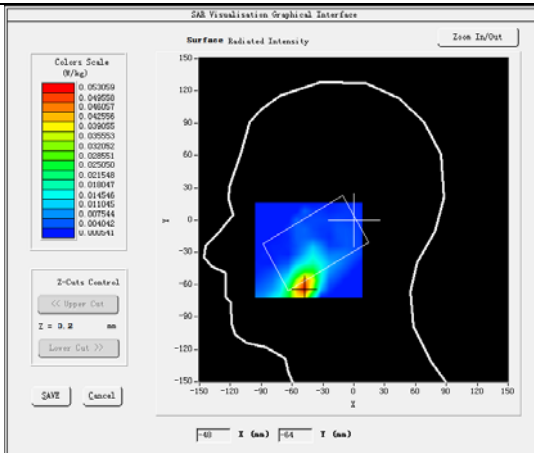 SAR Visualisation Graphical Interface
Surface Radiated Intensity
Zoom In/Out
Colors Scale
(W/kg)
0.053059
0.049558
0.046057
0.042556
0.039055
0.035553
0.032052
0.028551
0.025050
0.021548
0.018047
0.014546
0.011045
0.007544
0.004042
0.000541
Z-Cuts Control
<< Upper Cut
Z = 3.2 mm
Lower Cut >>
SAVE
Cancel
150-
120-
90-
60-
30-
0-
-30-
-60-
-90-
-120-
-150-
Y
-150 -120 -90 -60 -30 0 30 60 90 120 150
X
-48 X (mm) -64 Y (mm)